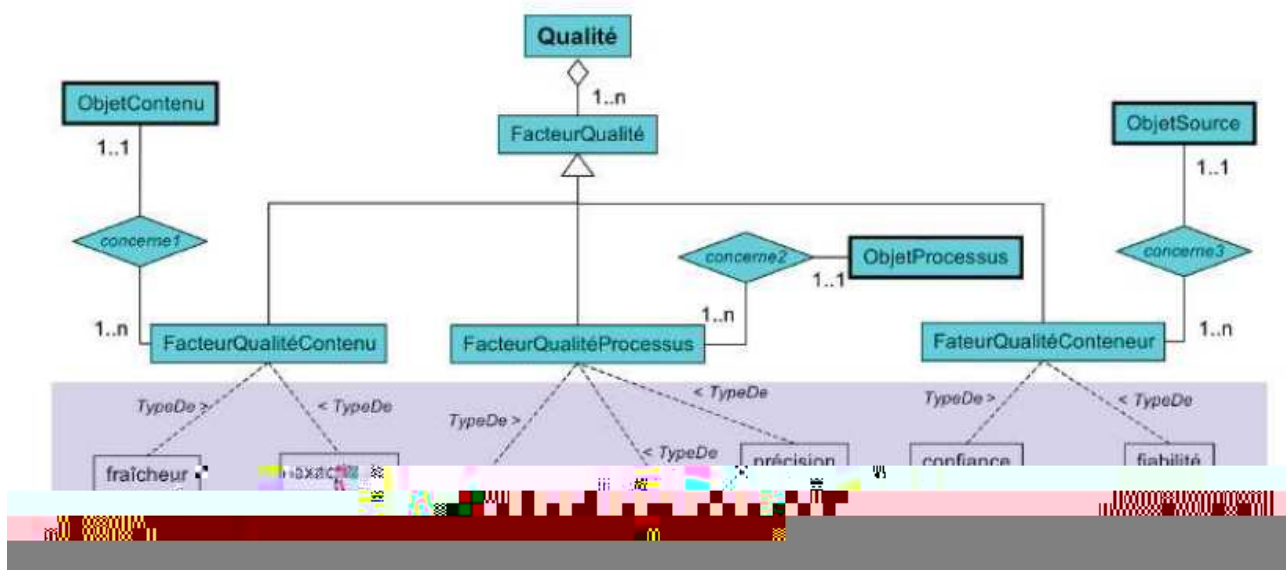 Qualité
1..n
FacteurQualité
ObjetContenu
1..1
concerne1
1..n
FacteurQualitéContenu
concerne2
1..1
ObjetProcessus
1..n
FacteurQualitéProcessus
ObjetSource
1..1
concerne3
1..n
FateurQualitéConteneur
TypeDe >
< TypeDe
TypeDe >
< TypeDe
< TypeDe
TypeDe >
< TypeDe
fraîcheur
précision
confiance
fiabilité